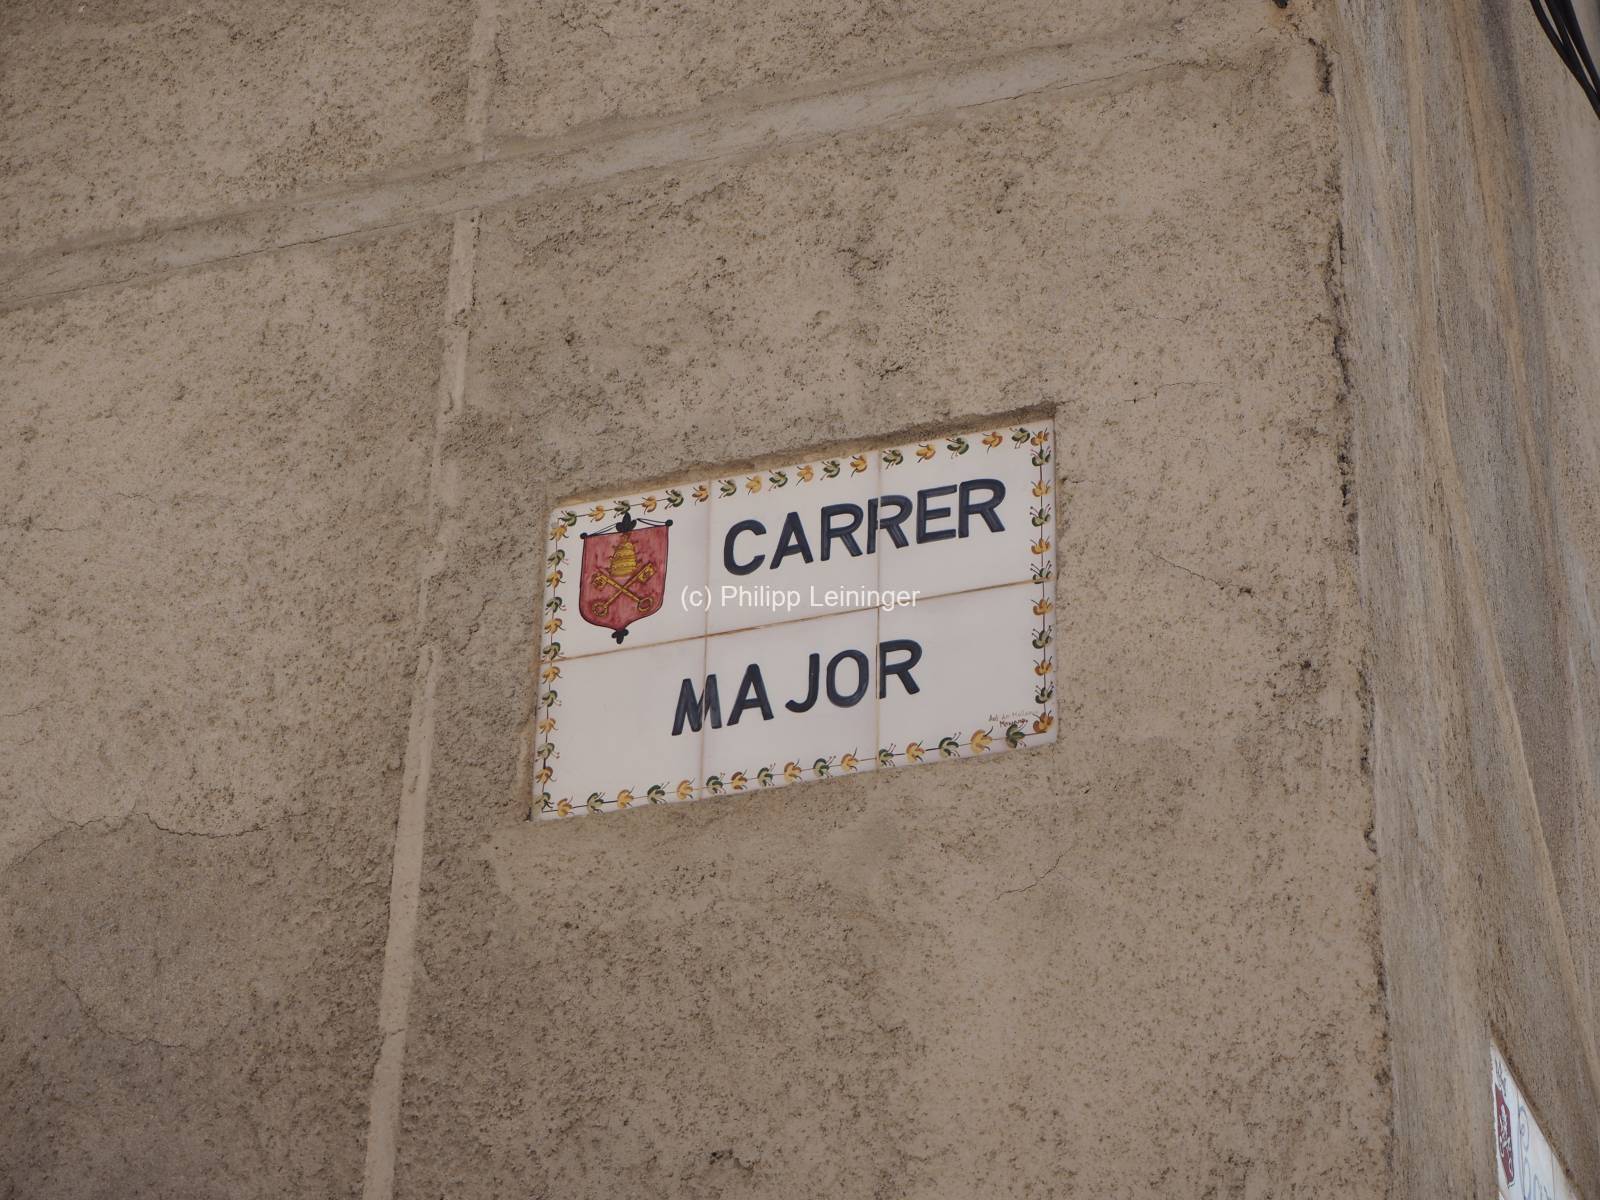 CARRER
(c) Philipp Leininger
MAJOR